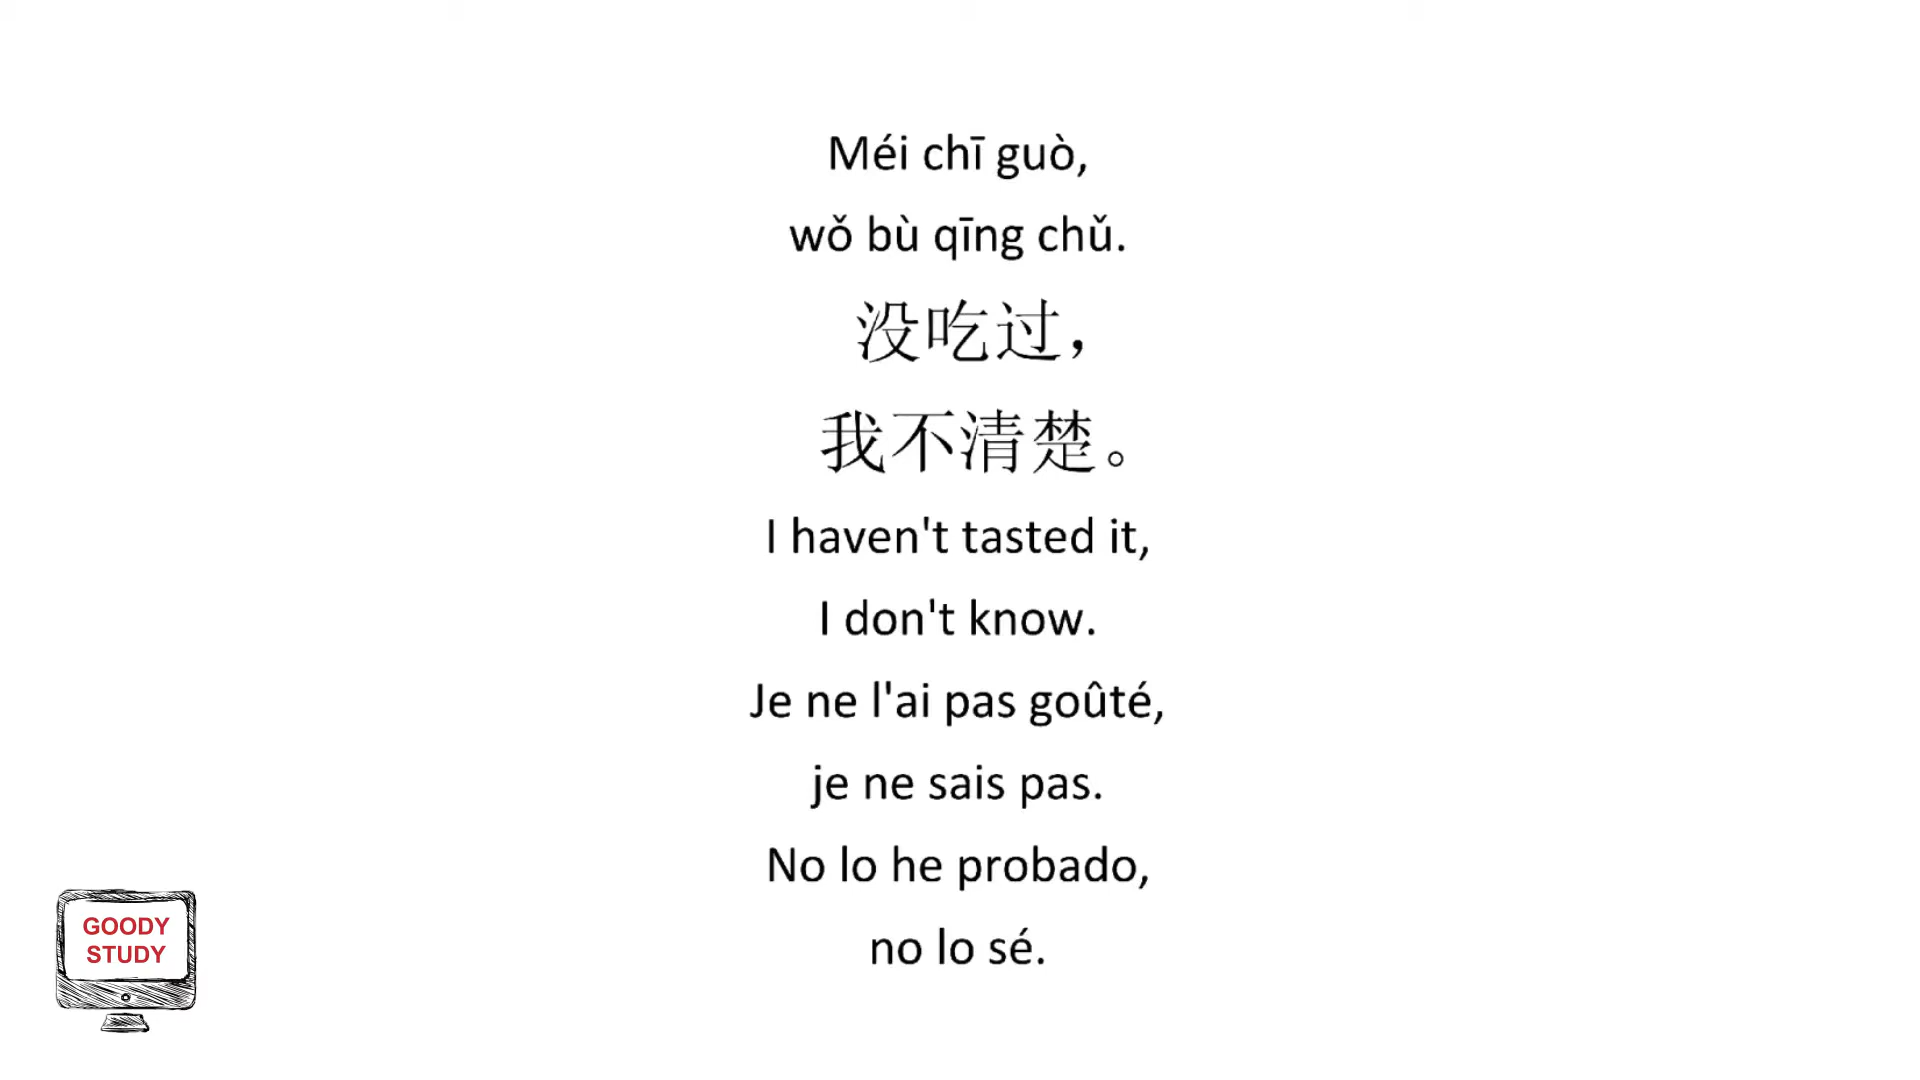 Méi chī guò,
wǒ bù qīng chǔ.
没吃过，
我不清楚。
I haven't tasted it,
I don't know.
Je ne l'ai pas goûté,
je ne sais pas.
No lo he probado,
no lo sé.
GOODY
STUDY